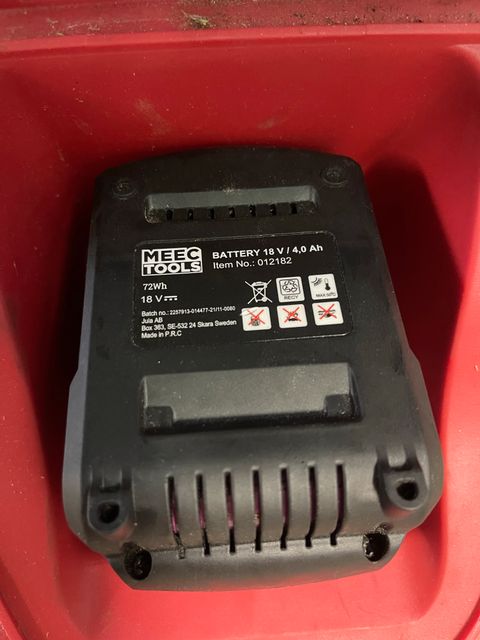 MEEC
TOOLS
BATTERY 18 V / 4,0 Ah
Item No.: 012182
72Wh
18 V
Batch no.: 2257913-014477-21/11-0080
Jula AB
Box 363, SE-532 24 Skara Sweden
Made in P.R.C
RECY
MAX 50°C